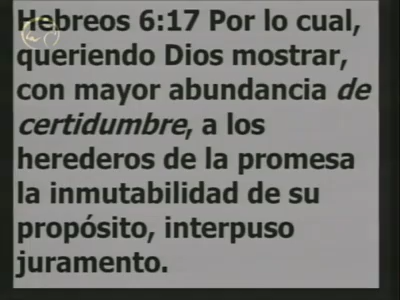 Hebreos 6:17 Por lo cual,
queriendo Dios mostrar,
con mayor abundancia de
certidumbre, a los
herederos de la promesa
la inmutabilidad de su
propósito, interpuso
juramento.